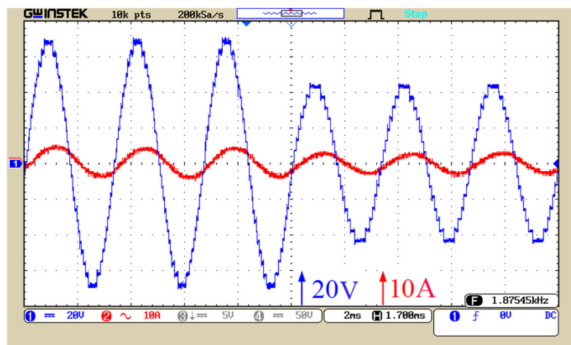 GWINSTEK 10k pts 200kSa/s Stop
1
20V 10A
F 1.87545kHz
1 20V 2 10A 3 5V 4 50V 2ms H 1.700ms 1 0V DC